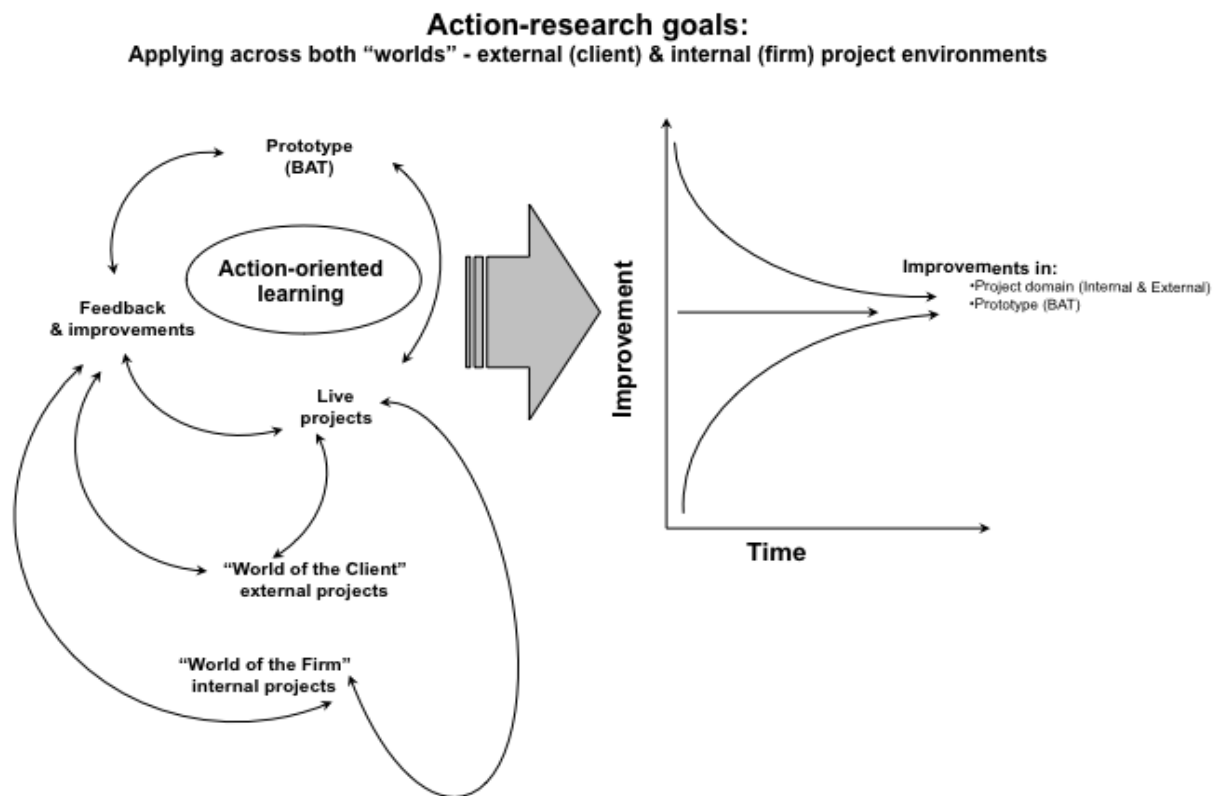 Action-research goals:
Applying across both “worlds” - external (client) & internal (firm) project environments
Prototype
(BAT)
Action-oriented
learning
Feedback
& improvements
Live
projects
“World of the Client”
external projects
“World of the Firm”
internal projects
Improvement
Time
Improvements in:
•Project domain (Internal & External)
•Prototype (BAT)